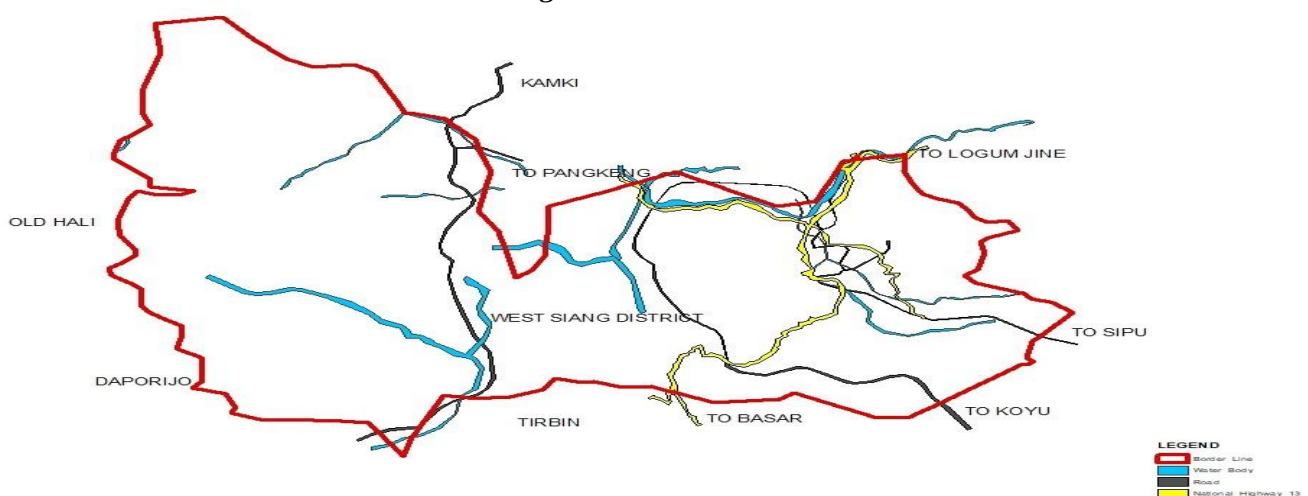 KAMKI
TO LOGUM JINE
TO PANGKENG
OLD HALI
WEST SIANG DISTRICT
TO SIPU
DAPORIJO
TO KOYU
TO BASAR
TIRBIN
LEGEND
Border Line
Water Body
Road
National Highway 13